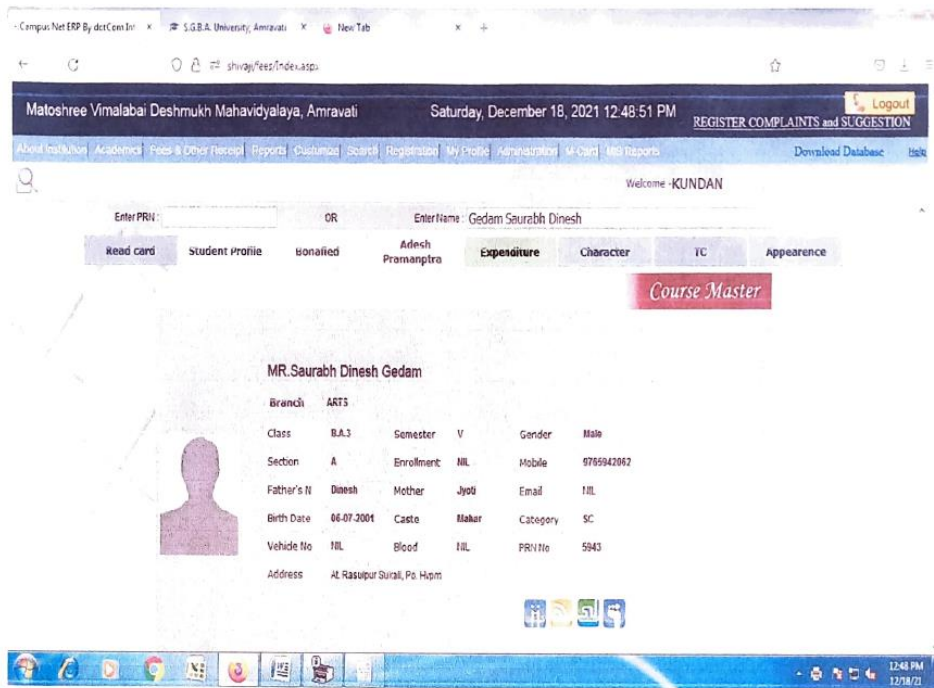 - Campus Net ERP By dotCom Int × S.G.B.A. University, Amravati × New Tab × +
shivaji/fees/Index.aspx
Matoshree Vimalabai Deshmukh Mahavidyalaya, Amravati Saturday, December 18, 2021 12:48:51 PM Logout
REGISTER COMPLAINTS and SUGGESTION
About Institution Academics Fees & Other Receipt Reports Custumize Search Registration My Profile Administration M-Card MIS Reports Download Database Help
Welcome -KUNDAN
Enter PRN : OR Enter Name : Gedam Saurabh Dinesh
Read card Student Profile Bonafied Adesh Pramanptra Expenditure Character TC Appearence
Course Master
MR.Saurabh Dinesh Gedam
Branch ARTS
Class B.A.3 Semester V Gender Male
Section A Enrollment NIL Mobile 9765942062
Father's N Dinesh Mother Jyoti Email NIL
Birth Date 06-07-2001 Caste Mahar Category SC
Vehicle No NIL Blood NIL PRN No 5943
Address At. Rasulpur Po. Hvpm
12:48 PM
12/18/21